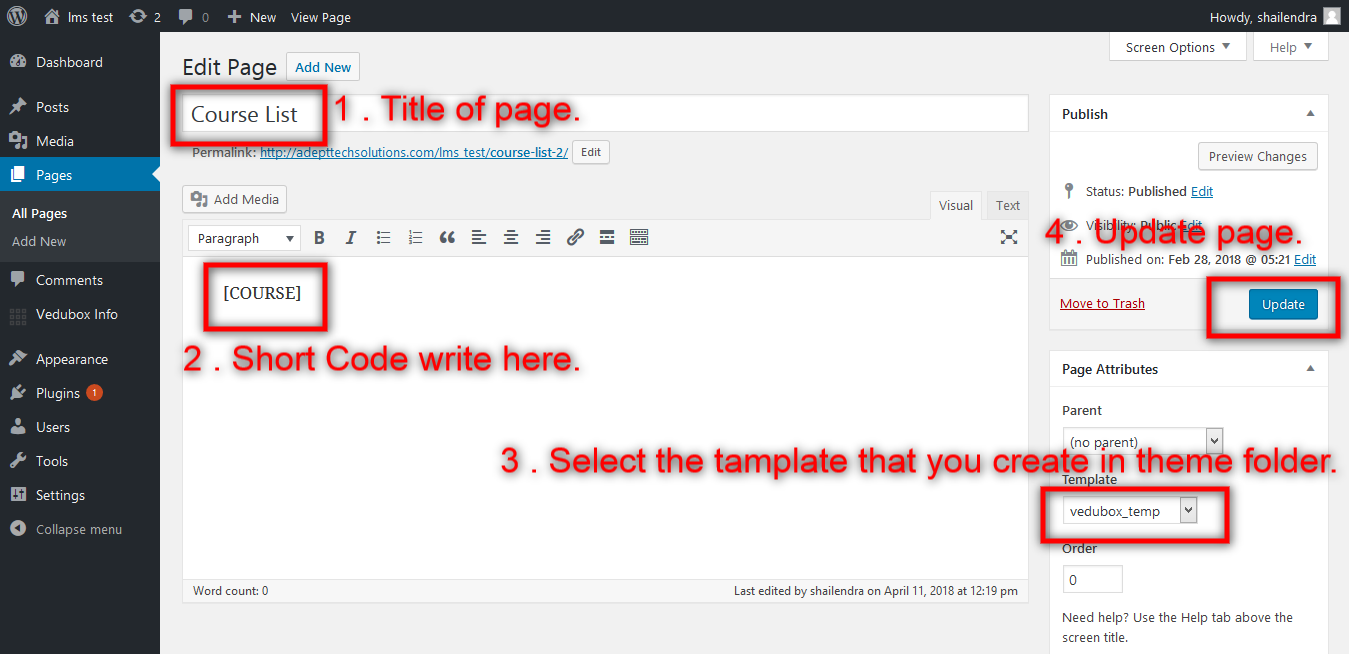 lms test 2 0 New View Page Howdy, shailendra
Screen Options Help
Dashboard
Posts
Media
Pages
All Pages
Add New
Comments
Vedubox Info
Appearance
Plugins 1
Users
Tools
Settings
Collapse menu
Edit Page Add New
Course List 1 . Title of page.
Permalink: http://adepttechsolutions.com/lms_test/course-list-2/ Edit
Add Media Visual Text
Paragraph B I
[COURSE]
2 . Short Code write here.
3 . Select the tamplate that you create in theme folder.
Word count: 0 Last edited by shailendra on April 11, 2018 at 12:19 pm
Publish
Preview Changes
Status: Published Edit
Visibility: Public Edit
4 . Update page.
Published on: Feb 28, 2018 @ 05:21 Edit
Move to Trash Update
Page Attributes
Parent
(no parent)
Template
vedubox_temp
Order
0
Need help? Use the Help tab above the
screen title.